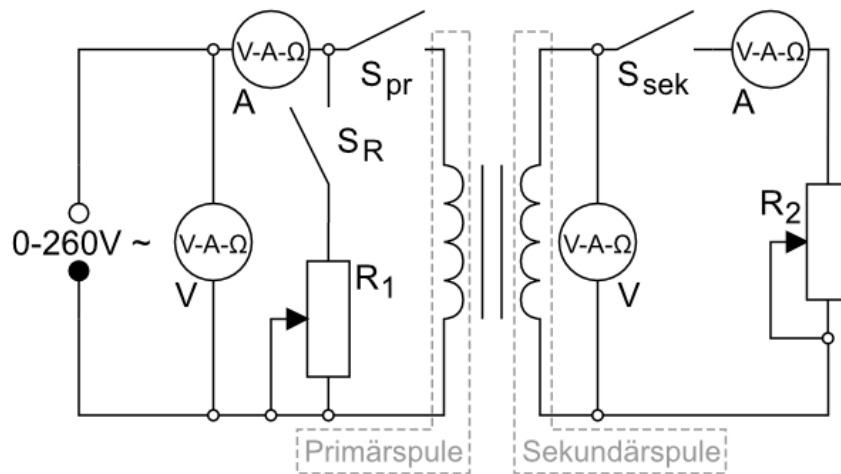 V-A-Ω
A
S_pr
S_R
0-260V ~
V-A-Ω
V
R_1
Primärspule
V-A-Ω
A
S_sek
V-A-Ω
V
R_2
Sekundärspule